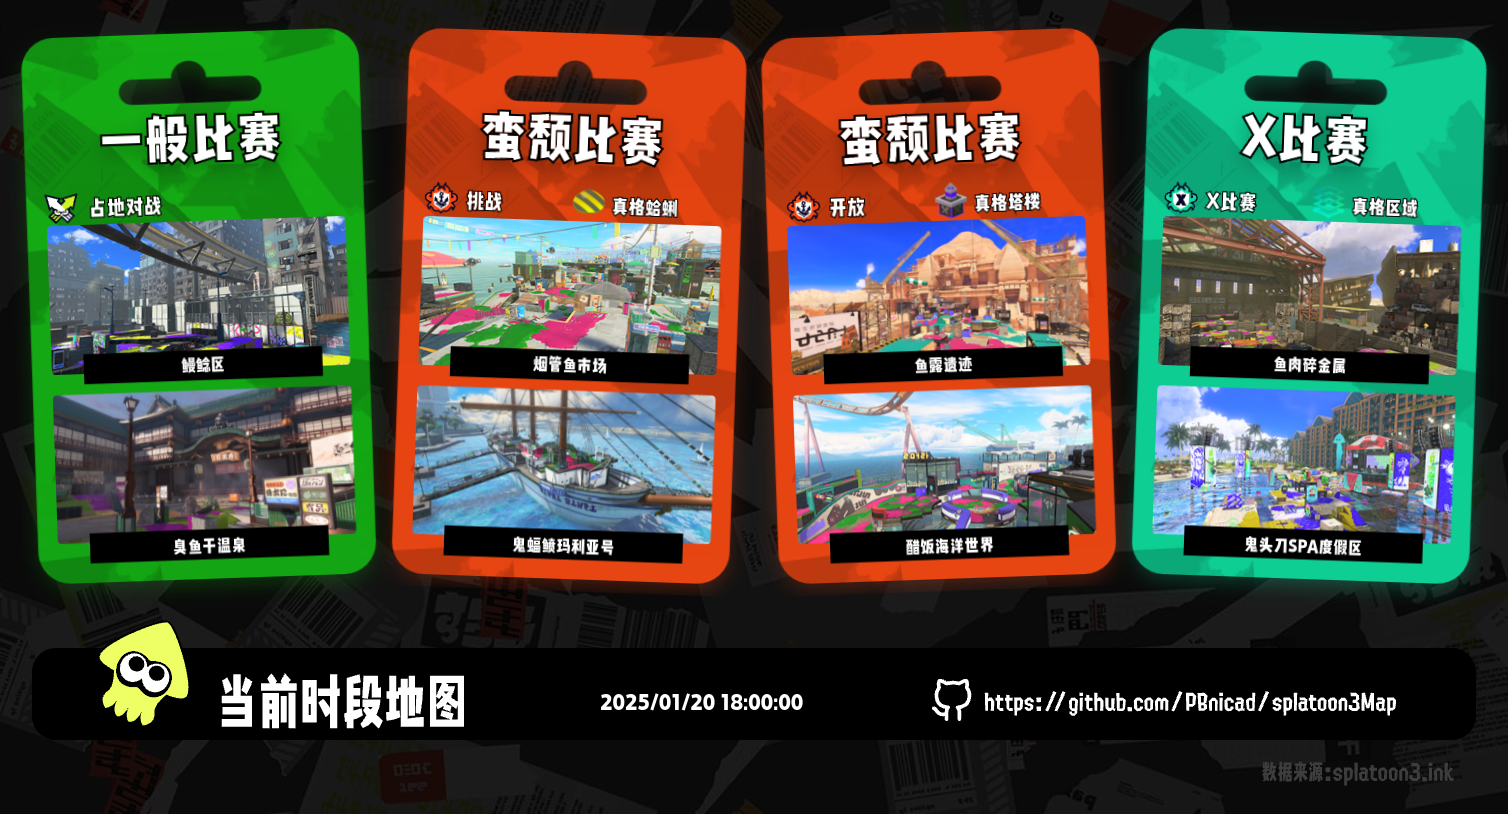 一般比赛
占地对战
鳗鲶区
臭鱼干温泉
蛮颓比赛
挑战
真格蛤蜊
烟管鱼市场
鬼蝠鲼玛利亚号
蛮颓比赛
开放
真格塔楼
鱼露遗迹
醋饭海洋世界
X比赛
X比赛
真格区域
鱼肉碎金属
鬼头刀SPA度假区
当前时段地图
2025/01/20 18:00:00
https://github.com/PBnicad/splatoon3Map
数据来源:splatoon3.ink